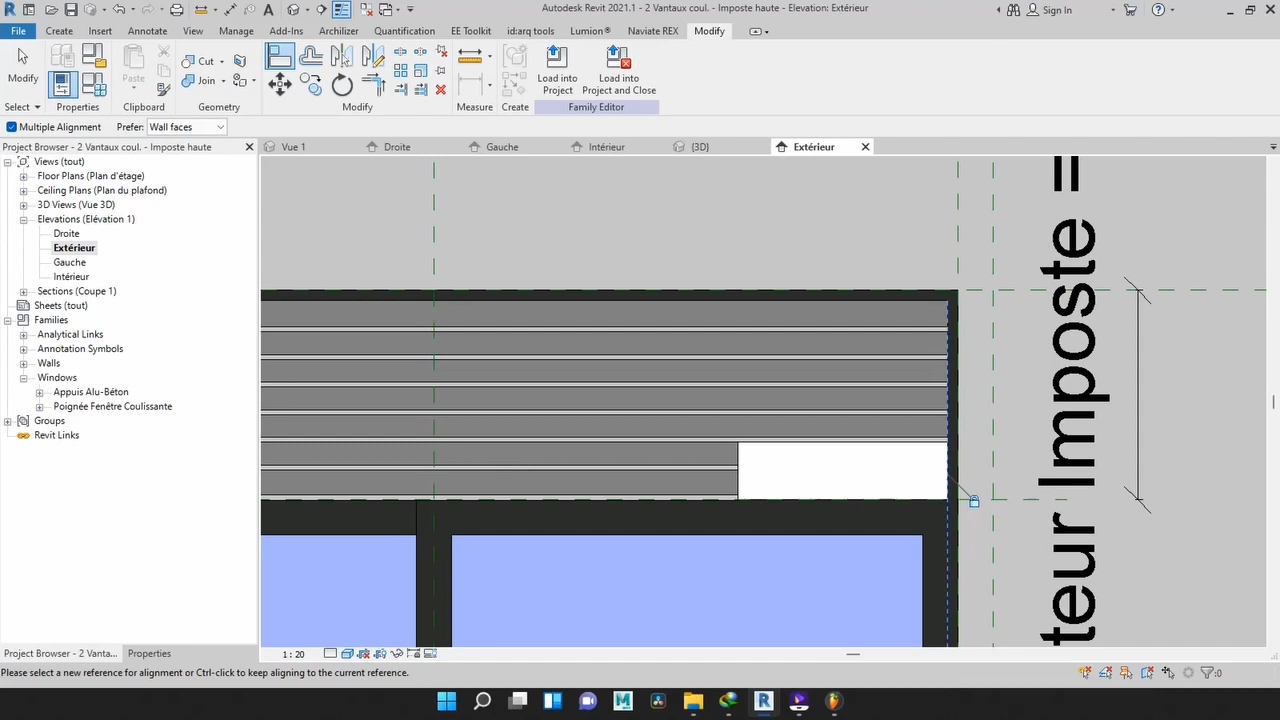 Autodesk Revit 2021.1 - 2 Vantaux coul. - Imposte haute - Elevation: Extérieur
Sign In
File Create Insert Annotate View Manage Add-Ins Archilizer Quantification EE Toolkit id:arq tools Lumion® Naviate REX Modify
Modify Paste Cut Join Load into Project Load into Project and Close
Select Properties Clipboard Geometry Modify Measure Create Family Editor
Multiple Alignment Prefer: Wall faces
Project Browser - 2 Vantaux coul. - Imposte haute
Vue 1 Droite Gauche Intérieur {3D} Extérieur
Views (tout)
Floor Plans (Plan d'étage)
Ceiling Plans (Plan du plafond)
3D Views (Vue 3D)
Elevations (Elévation 1)
Droite
Extérieur
Gauche
Intérieur
Sections (Coupe 1)
Sheets (tout)
Families
Analytical Links
Annotation Symbols
Walls
Windows
Appuis Alu-Béton
Poignée Fenêtre Coulissante
Groups
Revit Links
teur Imposte =
Project Browser - 2 Vanta... Properties
1 : 20
Please select a new reference for alignment or Ctrl-click to keep aligning to the current reference.
:0